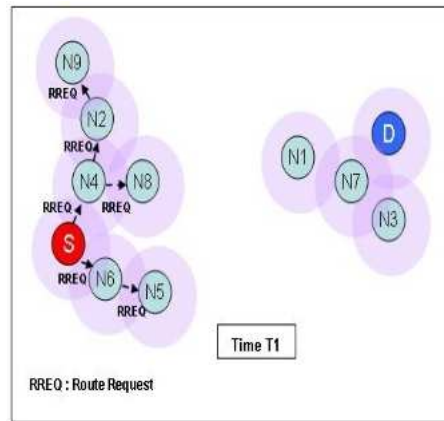 N9
RREQ
N2
D
RREQ
N1
N4
N8
N7
RREQ
RREQ
N3
S
RREQ
N6
N5
RREQ
Time T1
RREQ : Route Request